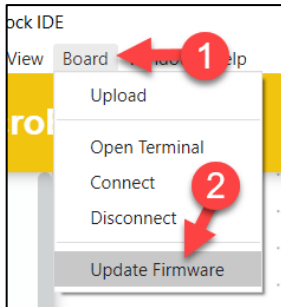 ock IDE
View Board elp
1
rol
Upload
Open Terminal
Connect
2
Disconnect
Update Firmware